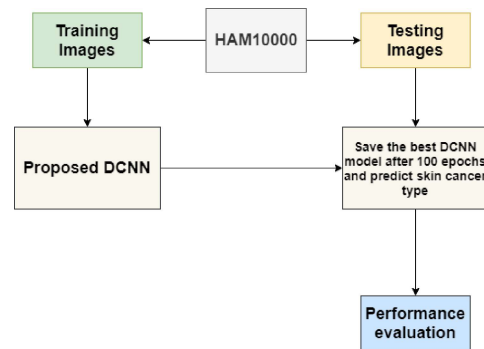 Training
Images
HAM10000
Testing
Images
Proposed DCNN
Save the best DCNN
model after 100 epochs
and predict skin cancer
type
Performance
evaluation